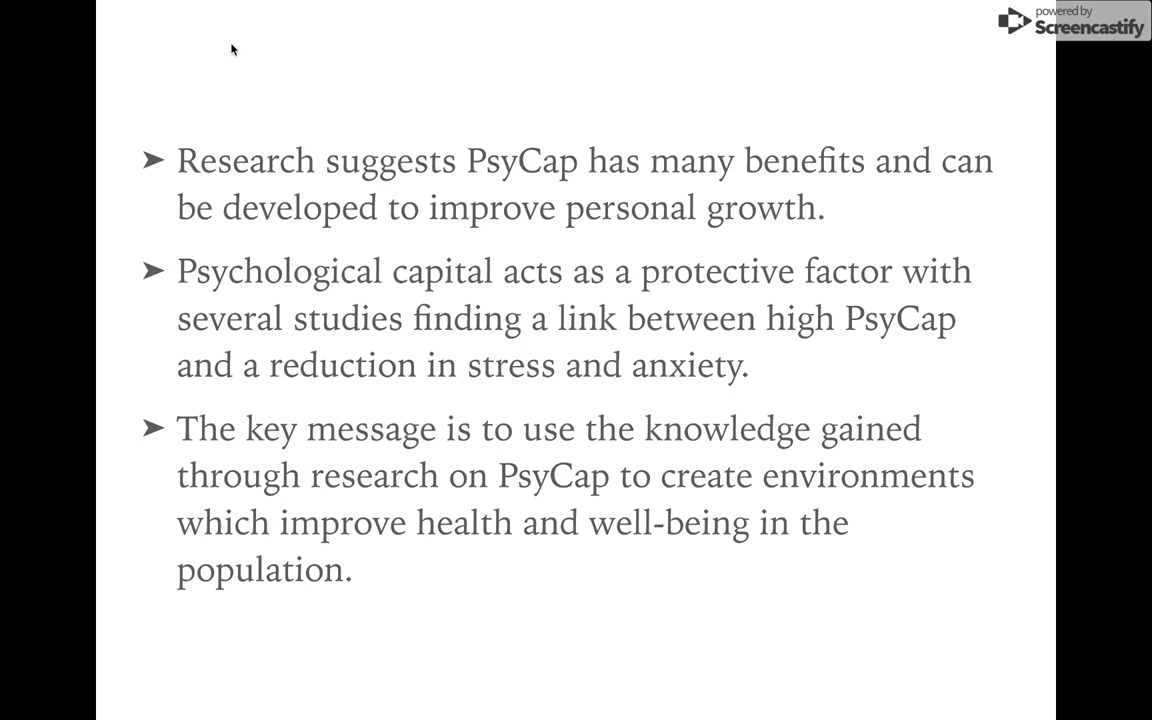 powered by
Screencastify
➤ Research suggests PsyCap has many benefits and can
be developed to improve personal growth.
➤ Psychological capital acts as a protective factor with
several studies finding a link between high PsyCap
and a reduction in stress and anxiety.
➤ The key message is to use the knowledge gained
through research on PsyCap to create environments
which improve health and well-being in the
population.